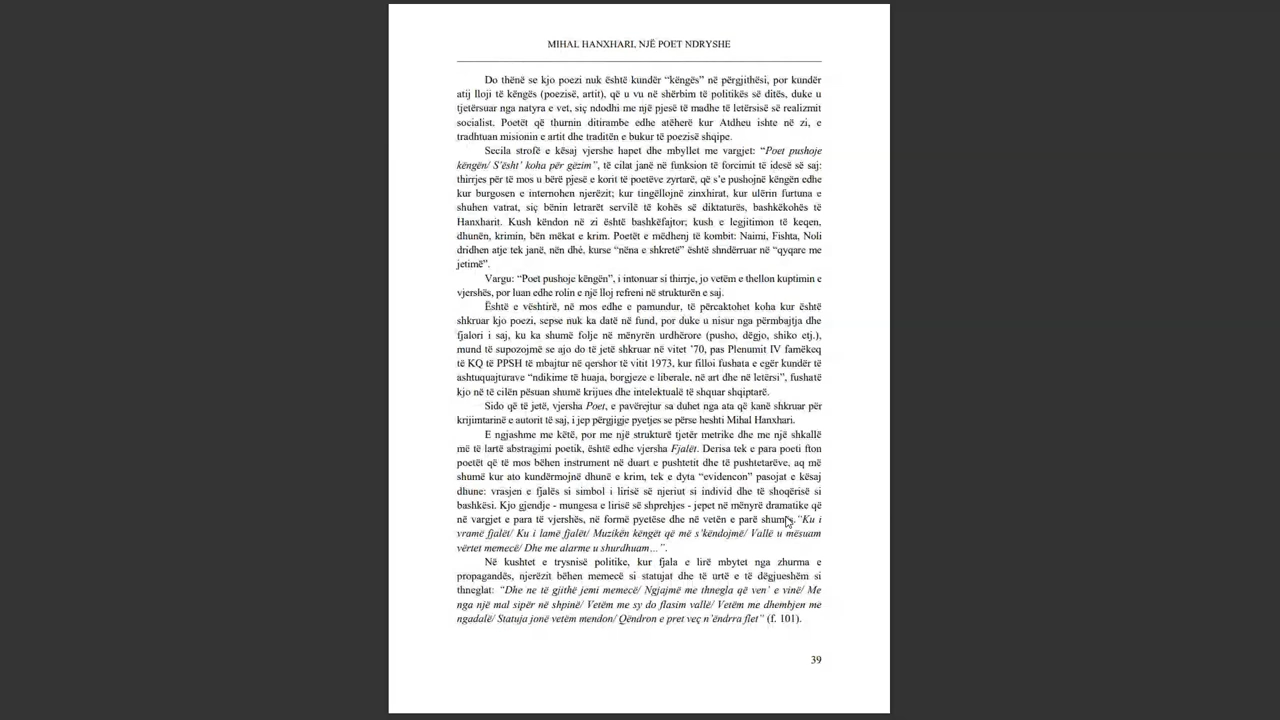 MIHAL HANXHARI, NJË POET NDRYSHE
Do thënë se kjo poezi nuk është kundër “këngës” në përgjithësi, por kundër
atij lloji të këngës (poezisë, artit), që u vu në shërbim të politikës së ditës, duke u
tjetërsuar nga natyra e vet, siç ndodhi me një pjesë të madhe të letërsisë së realizmit
socialist. Poetët që thurnin ditirambe edhe atëherë kur Atdheu ishte në zi, e
tradhtuan misionin e artit dhe traditën e bukur të poezisë shqipe.
Secila strofë e kësaj vjershe hapet dhe mbyllet me vargjet: “Poet pushoje
këngën/ S’ësht’ koha për gëzim”, të cilat janë në funksion të forcimit të idesë së saj:
thirrjes për të mos u bërë pjesë e korit të poetëve zyrtarë, që s’e pushojnë këngën edhe
kur burgosen e internohen njerëzit; kur tingëllojnë zinxhirat, kur ulërin furtuna e
shuhen vatrat, siç bënin letrarët servilë të kohës së diktaturës, bashkëkohës të
Hanxharit. Kush këndon në zi është bashkëfajtor; kush e legjitimon të keqen,
dhunën, krimin, bën mëkat e krim. Poetët e mëdhenj të kombit: Naimi, Fishta, Noli
dridhen atje tek janë, nën dhé, kurse “nëna e shkretë” është shndërruar në “qyqare me
jetimë”.
Vargu: “Poet pushoje këngën”, i intonuar si thirrje, jo vetëm e thellon kuptimin e
vjershës, por luan edhe rolin e një lloj refreni në strukturën e saj.
Është e vështirë, në mos edhe e pamundur, të përcaktohet koha kur është
shkruar kjo poezi, sepse nuk ka datë në fund, por duke u nisur nga përmbajtja dhe
fjalori i saj, ku ka shumë folje në mënyrën urdhërore (pusho, dëgjo, shiko etj.),
mund të supozojmë se ajo do të jetë shkruar në vitet ’70, pas Plenumit IV famëkeq
të KQ të PPSH të mbajtur në qershor të vitit 1973, kur filloi fushata e egër kundër të
ashtuquajturave “ndikime të huaja, borgjeze e liberale, në art dhe në letërsi”, fushatë
kjo në të cilën pësuan shumë krijues dhe intelektualë të shquar shqiptarë.
Sido që të jetë, vjersha Poet, e pavërejtur sa duhet nga ata që kanë shkruar për
krijimtarinë e autorit të saj, i jep përgjigje pyetjes se përse heshti Mihal Hanxhari.
E ngjashme me këtë, por me një strukturë tjetër metrike dhe me një shkallë
më të lartë abstragimi poetik, është edhe vjersha Fjalët. Derisa tek e para poeti fton
poetët që të mos bëhen instrument në duart e pushtetit dhe të pushtetarëve, aq më
shumë kur ato kundërmojnë dhunë e krim, tek e dyta “evidencon” pasojat e kësaj
dhune: vrasjen e fjalës si simbol i lirisë së njeriut si individ dhe të shoqërisë si
bashkësi. Kjo gjendje - mungesa e lirisë së shprehjes - jepet në mënyrë dramatike që
në vargjet e para të vjershës, në formë pyetëse dhe në vetën e parë shumës: “Ku i
vramë fjalët/ Ku i lamë fjalët/ Muzikën këngët që më s’këndojmë/ Vallë u mësuam
vërtet memecë/ Dhe me alarme u shurdhuam…”.
Në kushtet e trysnisë politike, kur fjala e lirë mbytet nga zhurma e
propagandës, njerëzit bëhen memecë si statujat dhe të urtë e të dëgjueshëm si
thneglat: “Dhe ne të gjithë jemi memecë/ Ngjajmë me thnegla që ven’ e vinë/ Me
nga një mal sipër në shpinë/ Vetëm me sy do flasim vallë/ Vetëm me dhembjen me
ngadalë/ Statuja jonë vetëm mendon/ Qëndron e pret veç n’ëndrra flet” (f. 101).
39